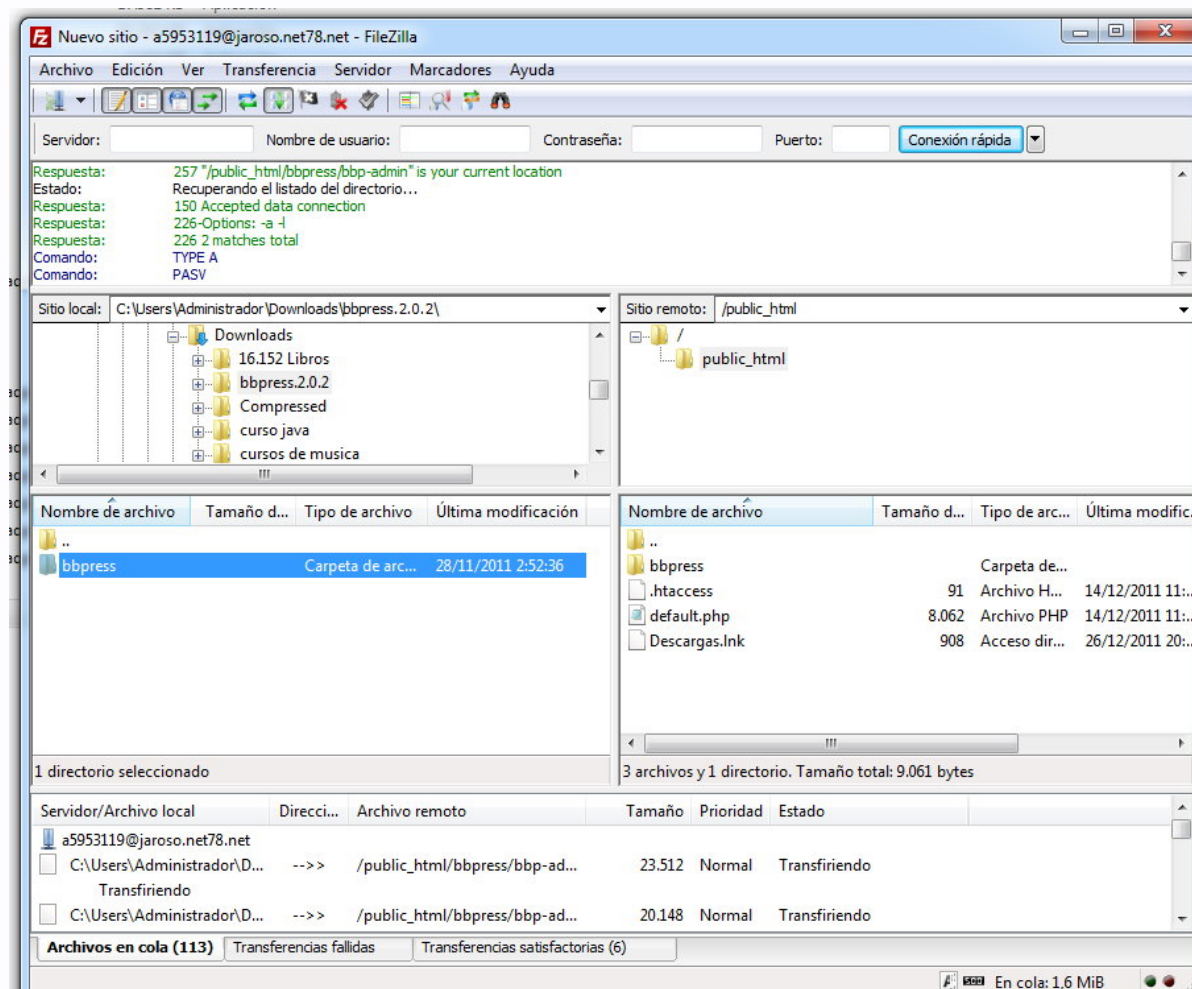 Nuevo sitio - a5953119@jaroso.net78.net - FileZilla
Archivo Edición Ver Transferencia Servidor Marcadores Ayuda
Servidor: Nombre de usuario: Contraseña: Puerto: Conexión rápida
Respuesta: 257 "/public_html/bbpress/bbp-admin" is your current location
Estado: Recuperando el listado del directorio...
Respuesta: 150 Accepted data connection
Respuesta: 226-Options: -a -l
Respuesta: 226 2 matches total
Comando: TYPE A
Comando: PASV
Sitio local: C:\Users\Administrador\Downloads\bbpress.2.0.2\
Downloads
16.152 Libros
bbpress.2.0.2
Compressed
curso java
cursos de musica
Sitio remoto: /public_html
/
public_html
Nombre de archivo Tamaño d... Tipo de archivo Última modificación
..
bbpress Carpeta de arc... 28/11/2011 2:52:36
1 directorio seleccionado
Nombre de archivo Tamaño d... Tipo de arc... Última modific.
..
bbpress Carpeta de...
.htaccess 91 Archivo H... 14/12/2011 11:..
default.php 8.062 Archivo PHP 14/12/2011 11:..
Descargas.lnk 908 Acceso dir... 26/12/2011 20:..
3 archivos y 1 directorio. Tamaño total: 9.061 bytes
Servidor/Archivo local Direcci... Archivo remoto Tamaño Prioridad Estado
a5953119@jaroso.net78.net
C:\Users\Administrador\D... -->> /public_html/bbpress/bbp-ad... 23.512 Normal Transfiriendo
Transfiriendo
C:\Users\Administrador\D... -->> /public_html/bbpress/bbp-ad... 20.148 Normal Transfiriendo
Archivos en cola (113) Transferencias fallidas Transferencias satisfactorias (6)
En cola: 1,6 MiB